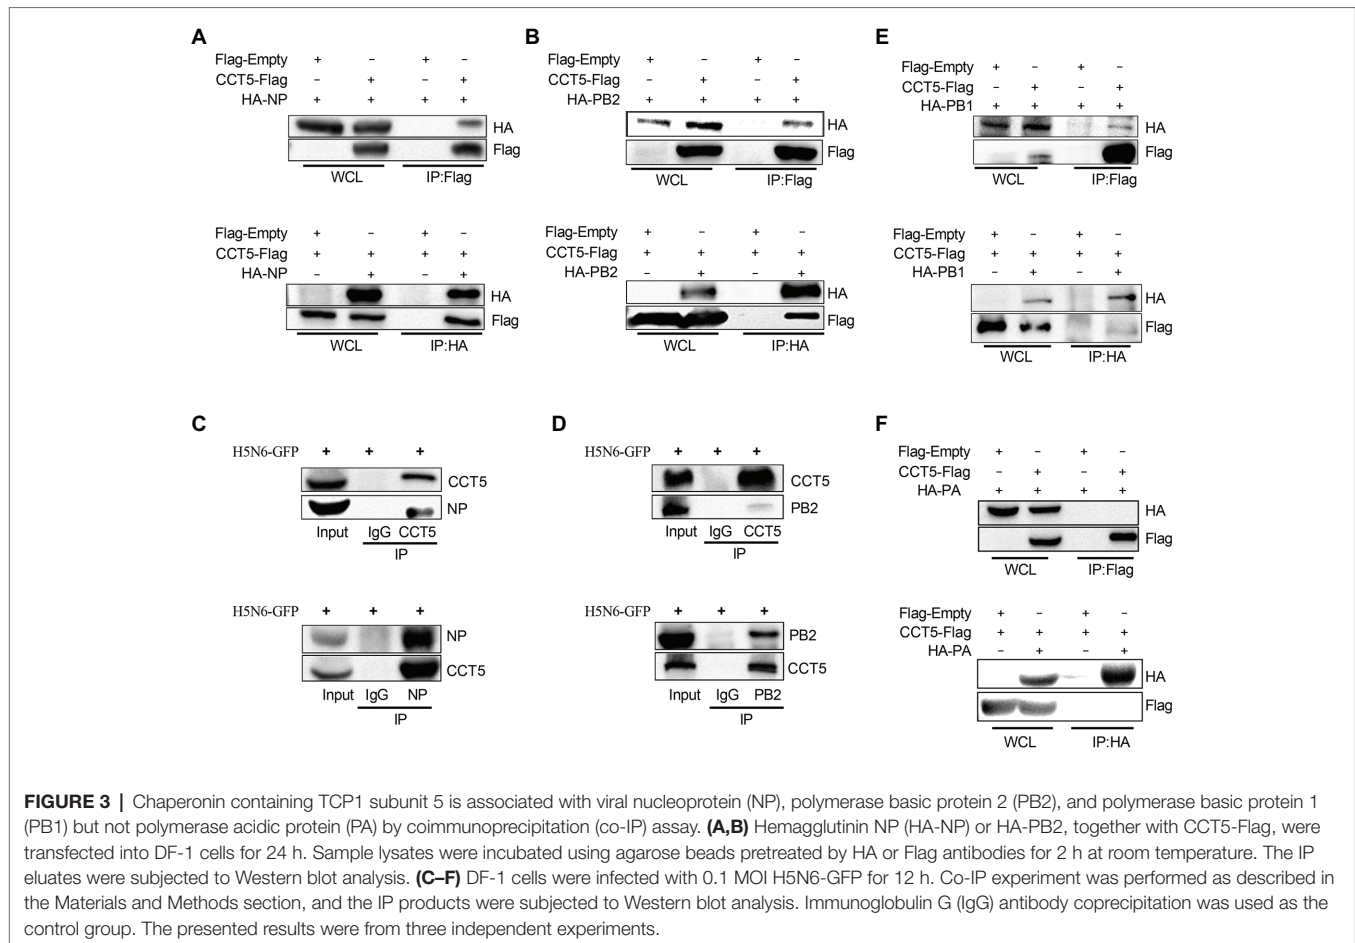 A
Flag-Empty + – + –
CCT5-Flag – + – +
HA-NP + + + +
HA
Flag
WCL IP:Flag
Flag-Empty + – + –
CCT5-Flag + + + +
HA-NP – + – +
HA
Flag
WCL IP:HA
B
Flag-Empty + – + –
CCT5-Flag – + – +
HA-PB2 + + + +
HA
Flag
WCL IP:Flag
Flag-Empty + – + –
CCT5-Flag + + + +
HA-PB2 – + – +
HA
Flag
WCL IP:HA
E
Flag-Empty + – + –
CCT5-Flag – + – +
HA-PB1 + + + +
HA
Flag
WCL IP:Flag
Flag-Empty + – + –
CCT5-Flag + + + +
HA-PB1 – + – +
HA
Flag
WCL IP:HA
C
H5N6-GFP + + +
CCT5
NP
Input IgG CCT5
IP
H5N6-GFP + + +
NP
CCT5
Input IgG NP
IP
D
H5N6-GFP + + +
CCT5
PB2
Input IgG CCT5
IP
H5N6-GFP + + +
PB2
CCT5
Input IgG PB2
IP
F
Flag-Empty + – + –
CCT5-Flag – + – +
HA-PA + + + +
HA
Flag
WCL IP:Flag
Flag-Empty + – + –
CCT5-Flag + + + +
HA-PA – + – +
HA
Flag
WCL IP:HA
FIGURE 3 | Chaperonin containing TCP1 subunit 5 is associated with viral nucleoprotein (NP), polymerase basic protein 2 (PB2), and polymerase basic protein 1
(PB1) but not polymerase acidic protein (PA) by coimmunoprecipitation (co-IP) assay. (A,B) Hemagglutinin NP (HA-NP) or HA-PB2, together with CCT5-Flag, were
transfected into DF-1 cells for 24 h. Sample lysates were incubated using agarose beads pretreated by HA or Flag antibodies for 2 h at room temperature. The IP
eluates were subjected to Western blot analysis. (C–F) DF-1 cells were infected with 0.1 MOI H5N6-GFP for 12 h. Co-IP experiment was performed as described in
the Materials and Methods section, and the IP products were subjected to Western blot analysis. Immunoglobulin G (IgG) antibody coprecipitation was used as the
control group. The presented results were from three independent experiments.